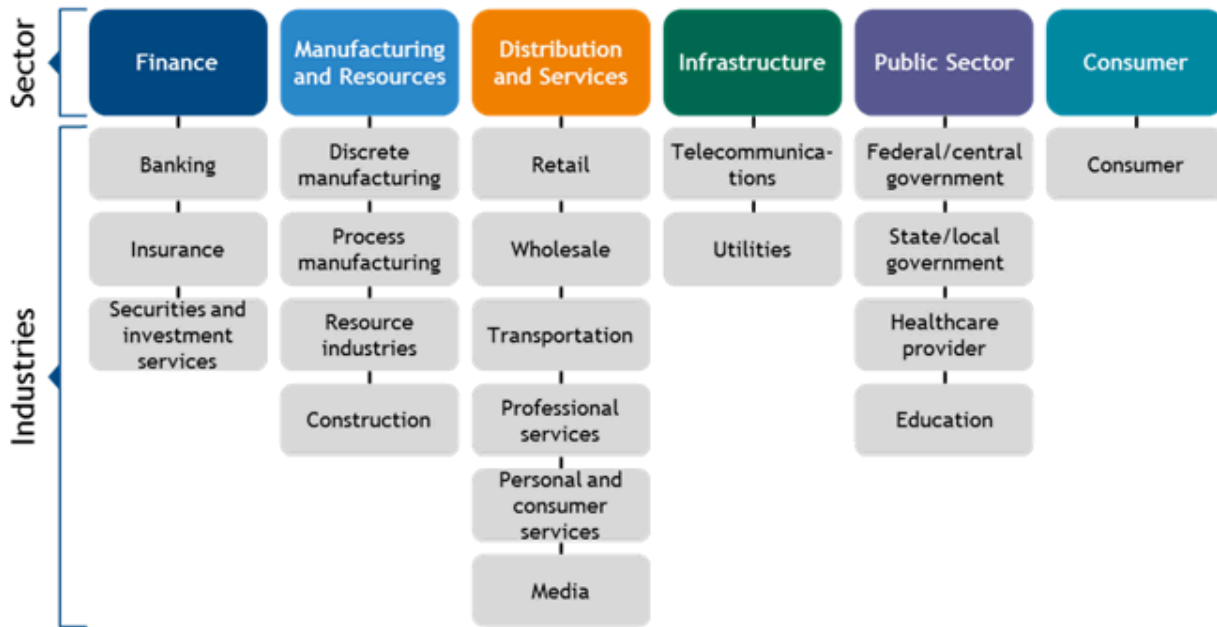 Sector
Finance
Manufacturing
and Resources
Distribution
and Services
Infrastructure
Public Sector
Consumer
Industries
Banking
Insurance
Securities and
investment
services
Discrete
manufacturing
Process
manufacturing
Resource
industries
Construction
Retail
Wholesale
Transportation
Professional
services
Personal and
consumer
services
Media
Telecommunica-
tions
Utilities
Federal/central
government
State/local
government
Healthcare
provider
Education
Consumer